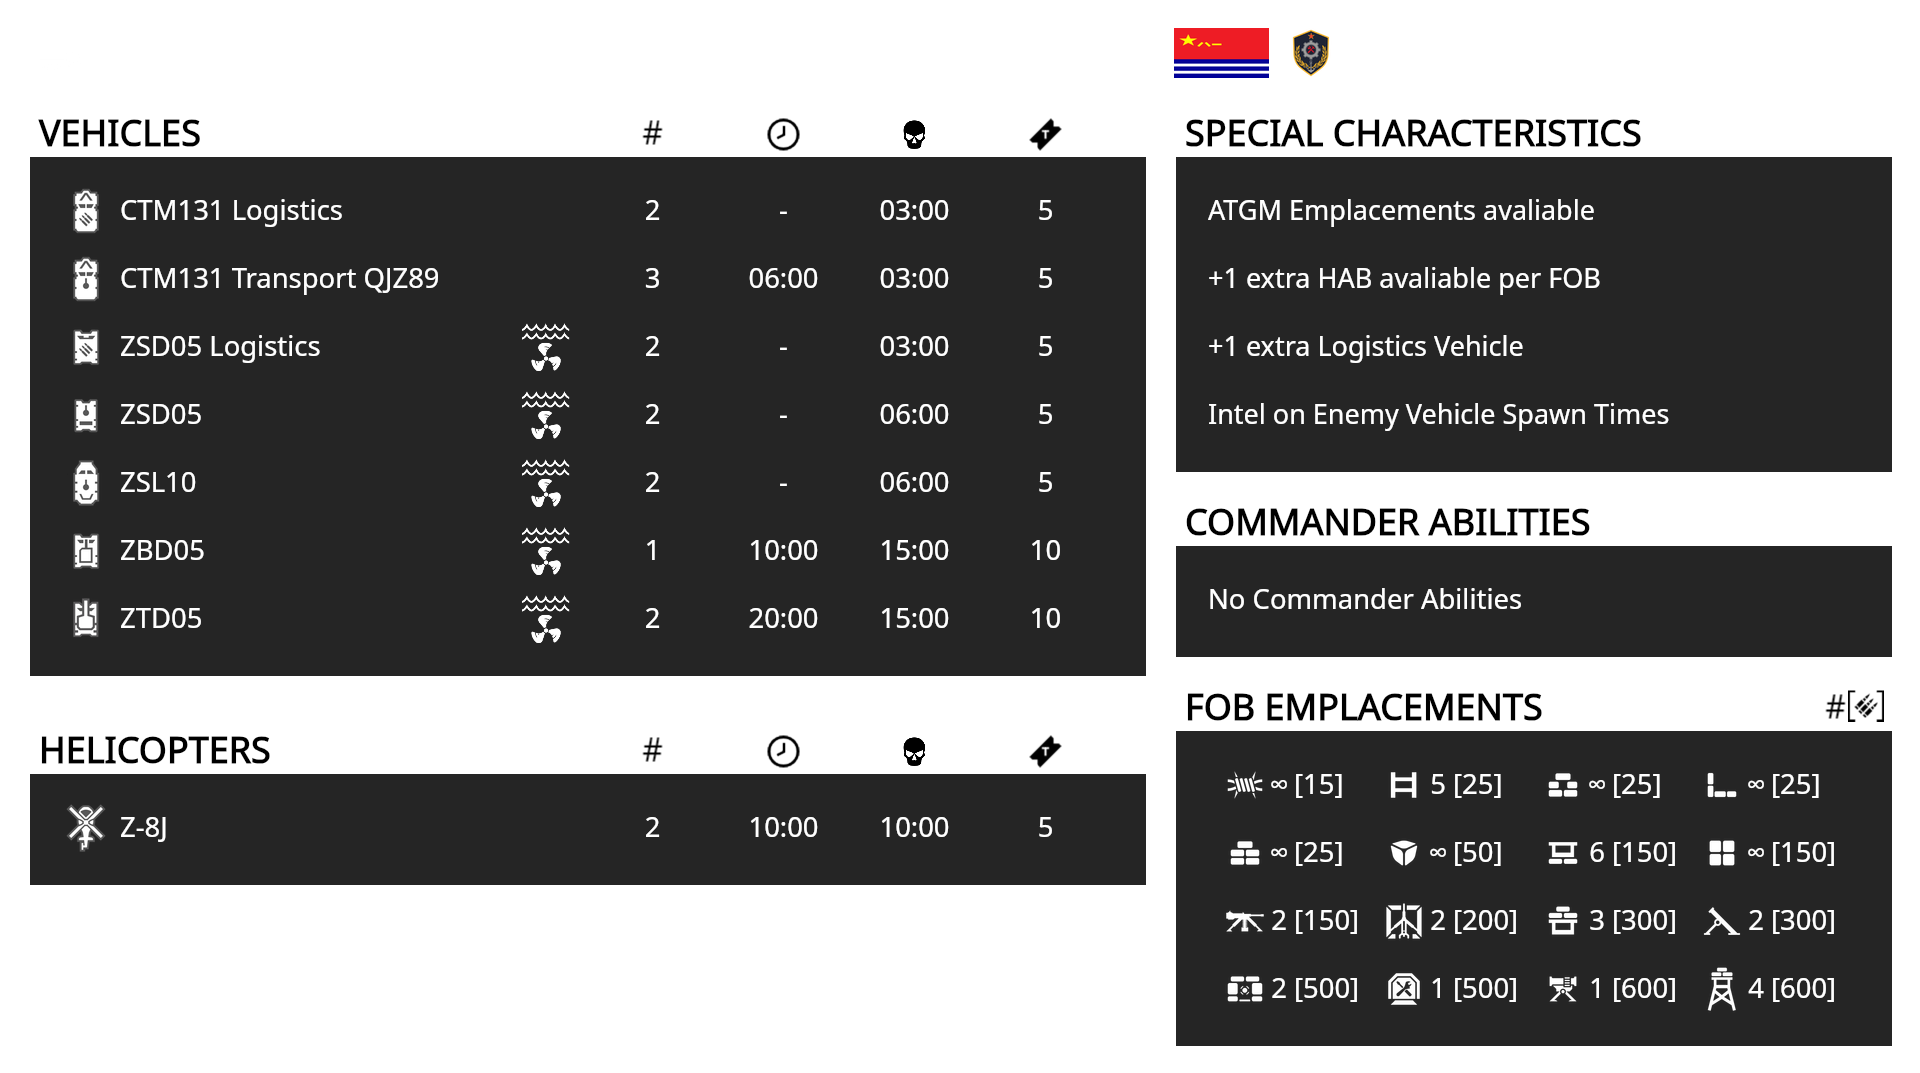 VEHICLES #
CTM131 Logistics 2 - 03:00 5
CTM131 Transport QJZ89 3 06:00 03:00 5
ZSD05 Logistics 2 - 03:00 5
ZSD05 2 - 06:00 5
ZSL10 2 - 06:00 5
ZBD05 1 10:00 15:00 10
ZTD05 2 20:00 15:00 10
HELICOPTERS #
Z-8J 2 10:00 10:00 5
SPECIAL CHARACTERISTICS
ATGM Emplacements avaliable
+1 extra HAB avaliable per FOB
+1 extra Logistics Vehicle
Intel on Enemy Vehicle Spawn Times
COMMANDER ABILITIES
No Commander Abilities
FOB EMPLACEMENTS #[ ]
∞ [15] 5 [25] ∞ [25] ∞ [25]
∞ [25] ∞ [50] 6 [150] ∞ [150]
2 [150] 2 [200] 3 [300] 2 [300]
2 [500] 1 [500] 1 [600] 4 [600]